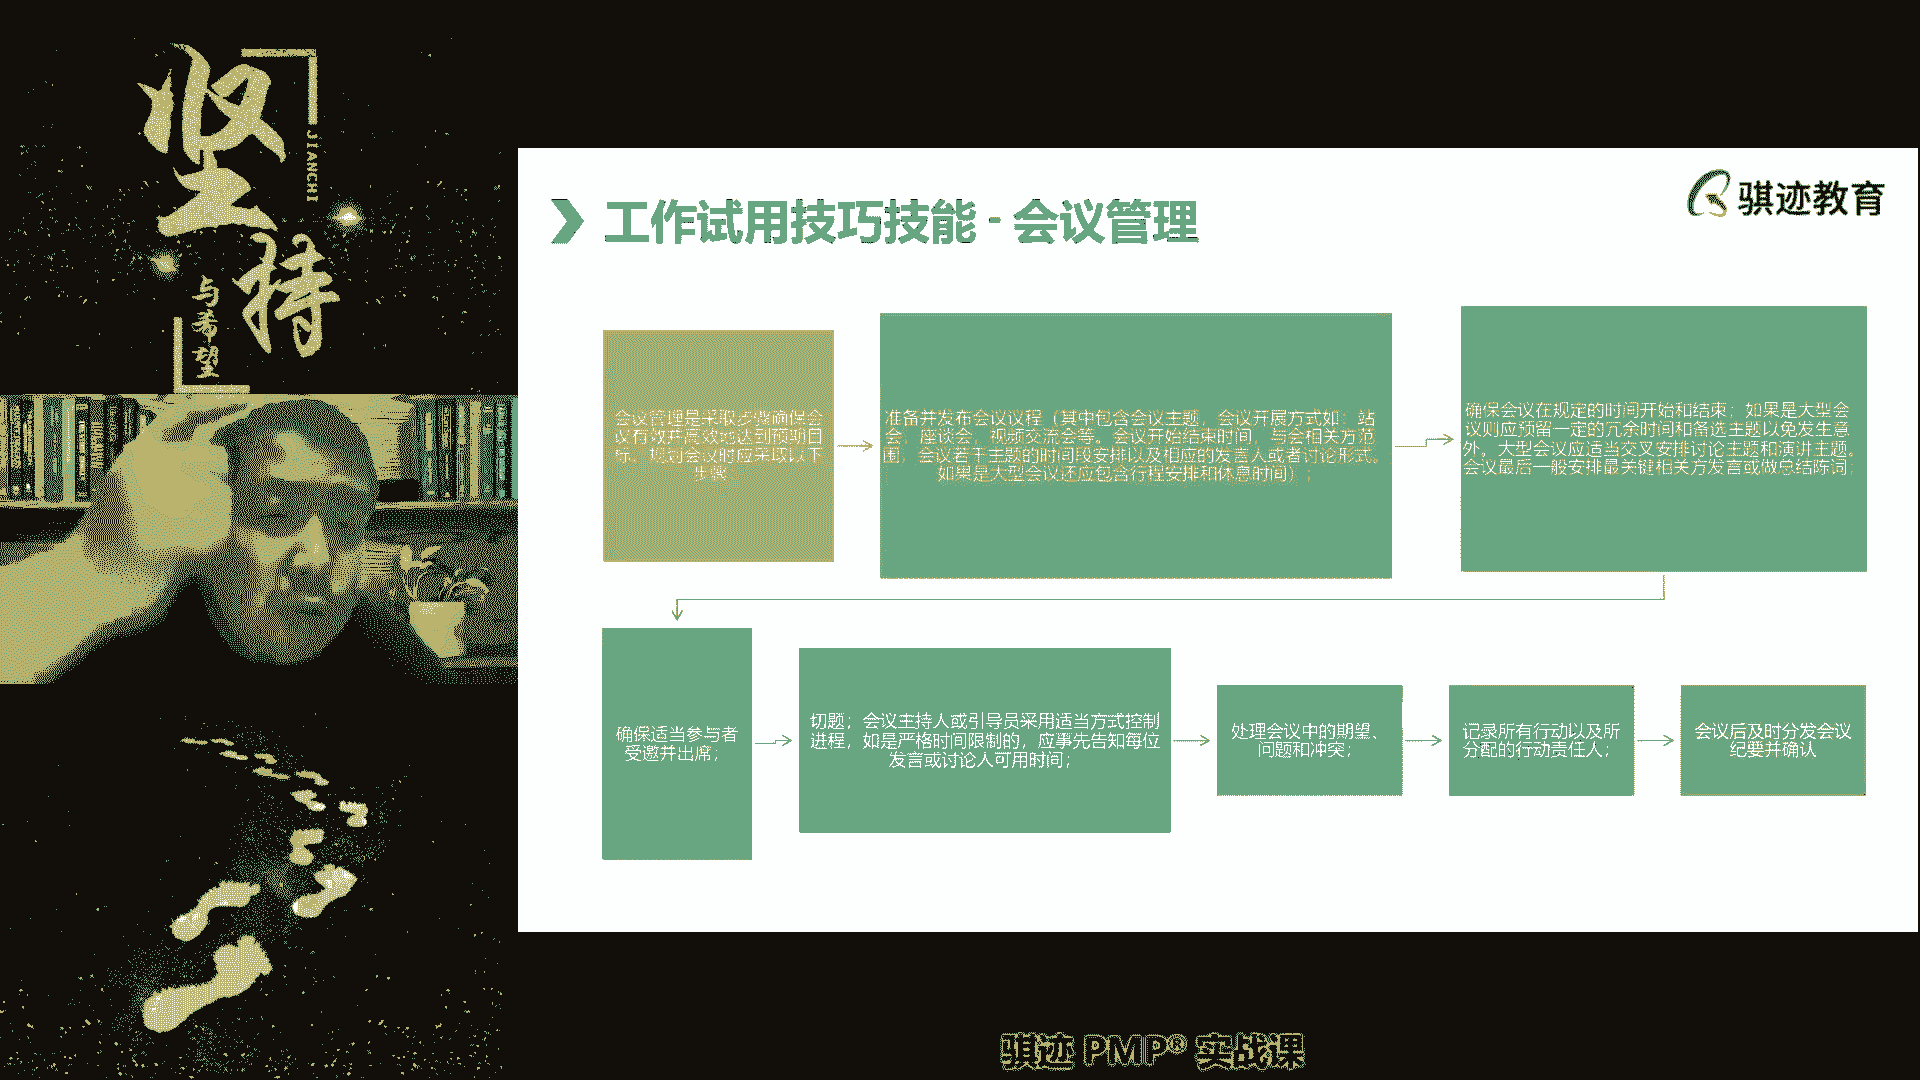 坚持
JIANCHI
与希望
骐迹教育
工作试用技巧技能 - 会议管理
会议管理是采取步骤确保会
议有效并高效地达到预期目
标。规划会议时应采取以下
步骤
准备并发布会议议程（其中包含会议主题，会议开展方式如：站
会，座谈会，视频交流会等。会议开始结束时间，与会相关方范
围，会议若干主题的时间段安排以及相应的发言人或者讨论形式。
如果是大型会议还应包含行程安排和休息时间）；
确保会议在规定的时间开始和结束；如果是大型会
议则应预留一定的冗余时间和备选主题以免发生意
外。大型会议应适当交叉安排讨论主题和演讲主题。
会议最后一般安排最关键相关方发言或做总结陈词；
确保适当参与者
受邀并出席；
切题；会议主持人或引导员采用适当方式控制
进程，如是严格时间限制的，应事先告知每位
发言或讨论人可用时间；
处理会议中的期望、
问题和冲突；
记录所有行动以及所
分配的行动责任人；
会议后及时分发会议
纪要并确认
骐迹 PMP® 实战课